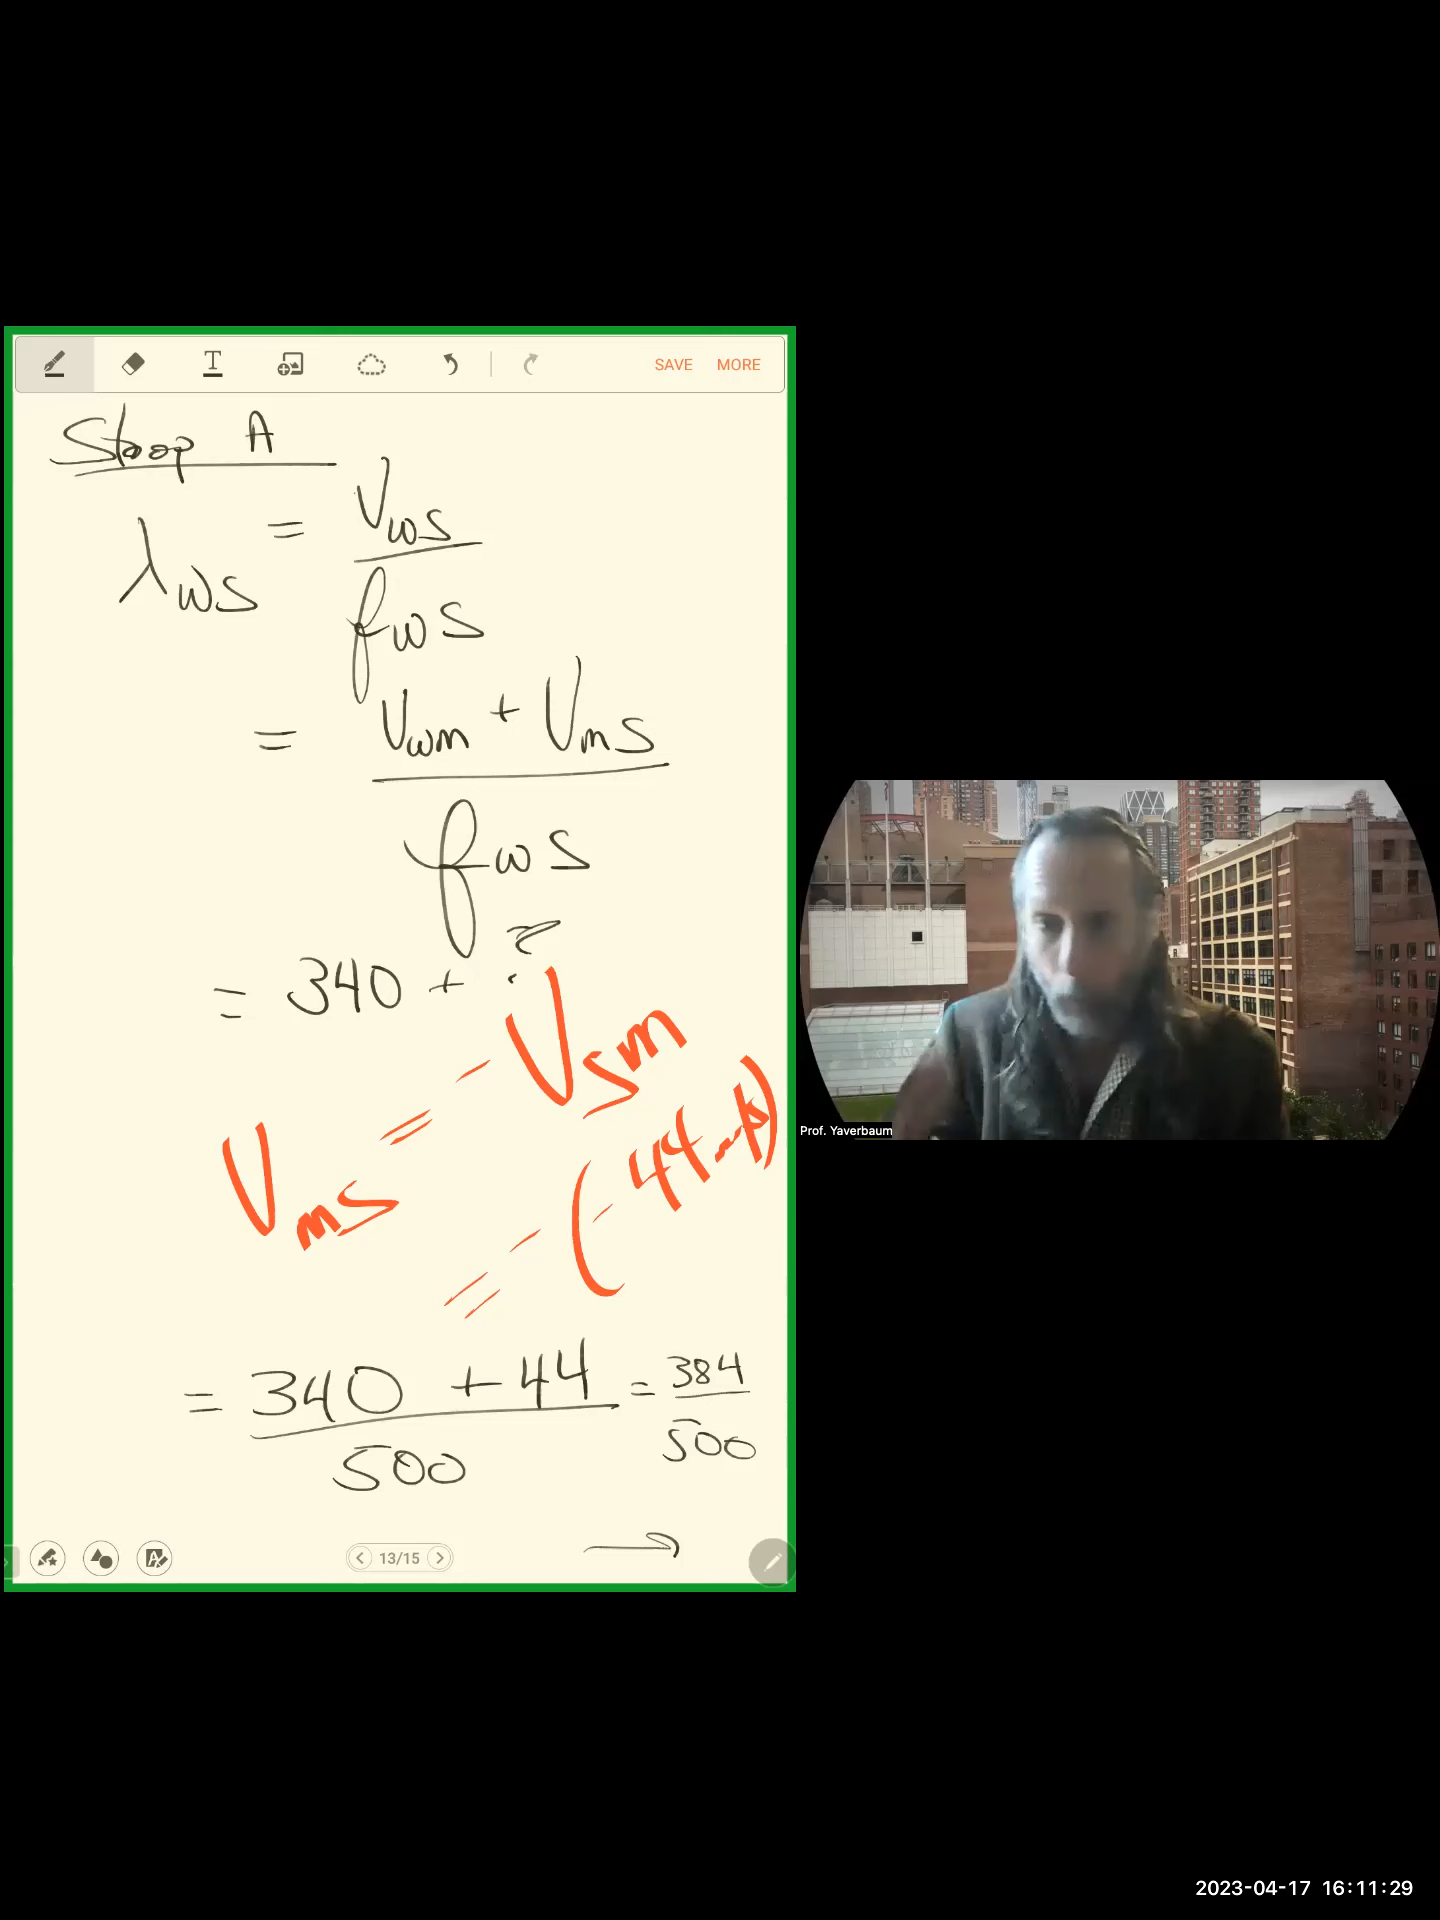 T SAVE MORE
Stoop A
λws = Vws
fws
= Vwm + Vms
fws
= 340 + ?
Vms = - Vsm
= - (-44 m/s)
= 340 + 44 = 384
500 500
→
13/15
Prof. Yaverbaum
2023-04-17 16:11:29